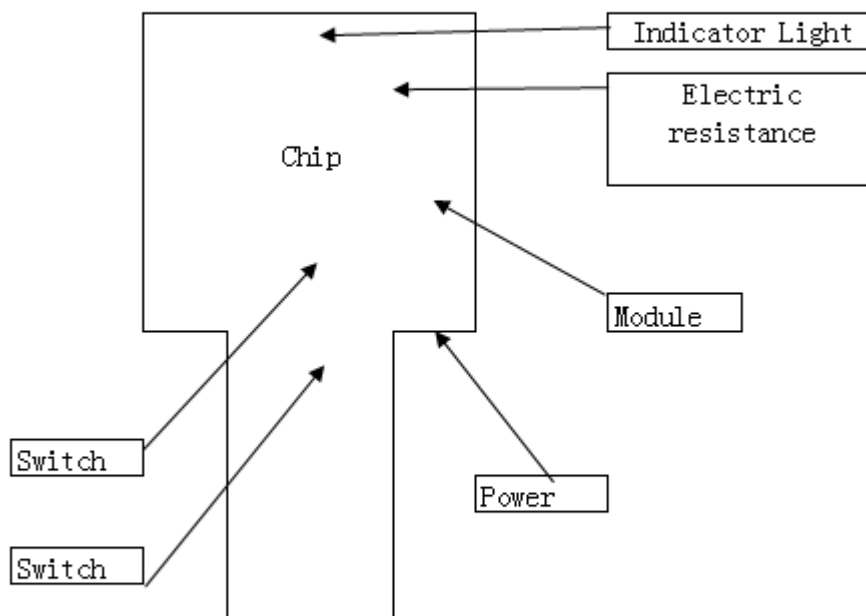 Indicator Light
Electric
resistance
Chip
Module
Switch
Power
Switch